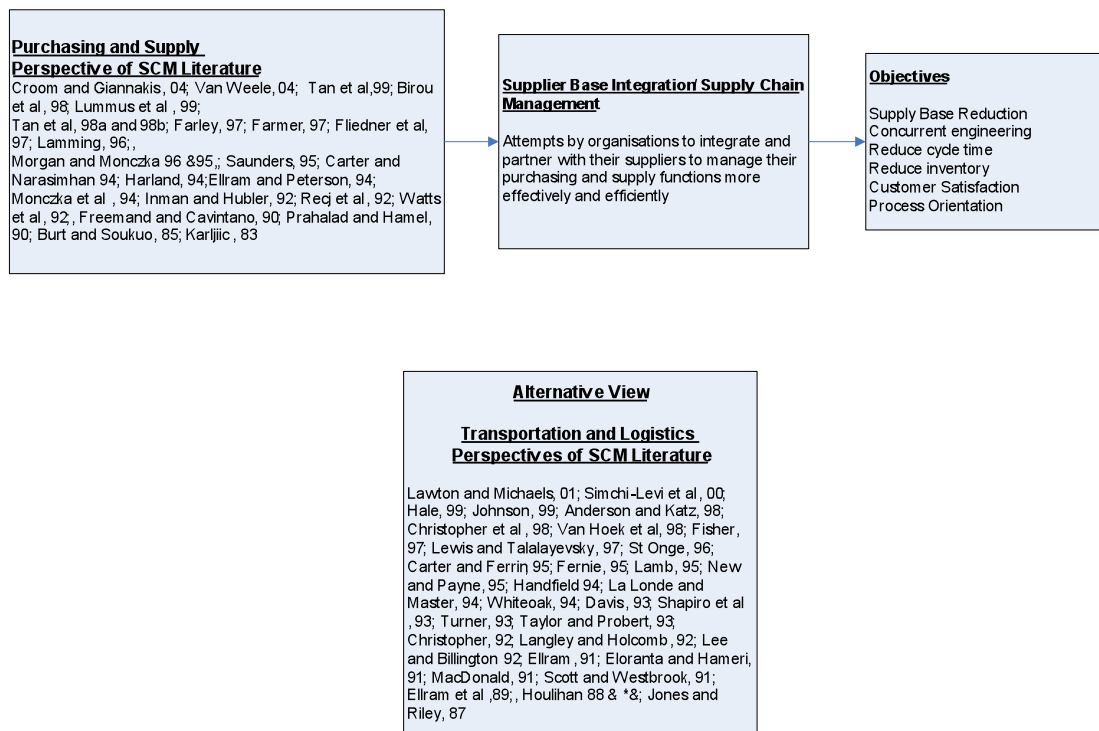 Purchasing and Supply
Perspective of SCM Literature
Croom and Giannakis, 04; Van Weele, 04; Tan et al,99; Birou
et al, 98; Lummus et al , 99;
Tan et al, 98a and 98b; Farley, 97; Farmer, 97; Fliedner et al,
97; Lamming, 96;,
Morgan and Monczka 96 &95,; Saunders, 95; Carter and
Narasimhan 94; Harland, 94;Ellram and Peterson, 94;
Monczka et al , 94; Inman and Hubler, 92; Recj et al, 92; Watts
et al, 92;, Freemand and Cavintano, 90; Prahalad and Hamel,
90; Burt and Soukuo, 85; Karljiic , 83
Supplier Base Integration/ Supply Chain
Management
Attempts by organisations to integrate and
partner with their suppliers to manage their
purchasing and supply functions more
effectively and efficiently
Objectives
Supply Base Reduction
Concurrent engineering
Reduce cycle time
Reduce inventory
Customer Satisfaction
Process Orientation
Alternative View
Transportation and Logistics
Perspectives of SCM Literature
Lawton and Michaels, 01; Simchi-Levi et al, 00;
Hale, 99; Johnson, 99; Anderson and Katz, 98;
Christopher et al , 98; Van Hoek et al, 98; Fisher,
97; Lewis and Talalayevsky, 97; St Onge, 96;
Carter and Ferrin, 95; Fernie, 95; Lamb, 95; New
and Payne, 95; Handfield 94; La Londe and
Master, 94; Whiteoak, 94; Davis, 93; Shapiro et al
,93; Turner, 93; Taylor and Probert, 93;
Christopher, 92; Langley and Holcomb, 92; Lee
and Billington 92; Ellram , 91; Eloranta and Hameri,
91; MacDonald, 91; Scott and Westbrook, 91;
Ellram et al ,89;, Houlihan 88 & *&; Jones and
Riley, 87